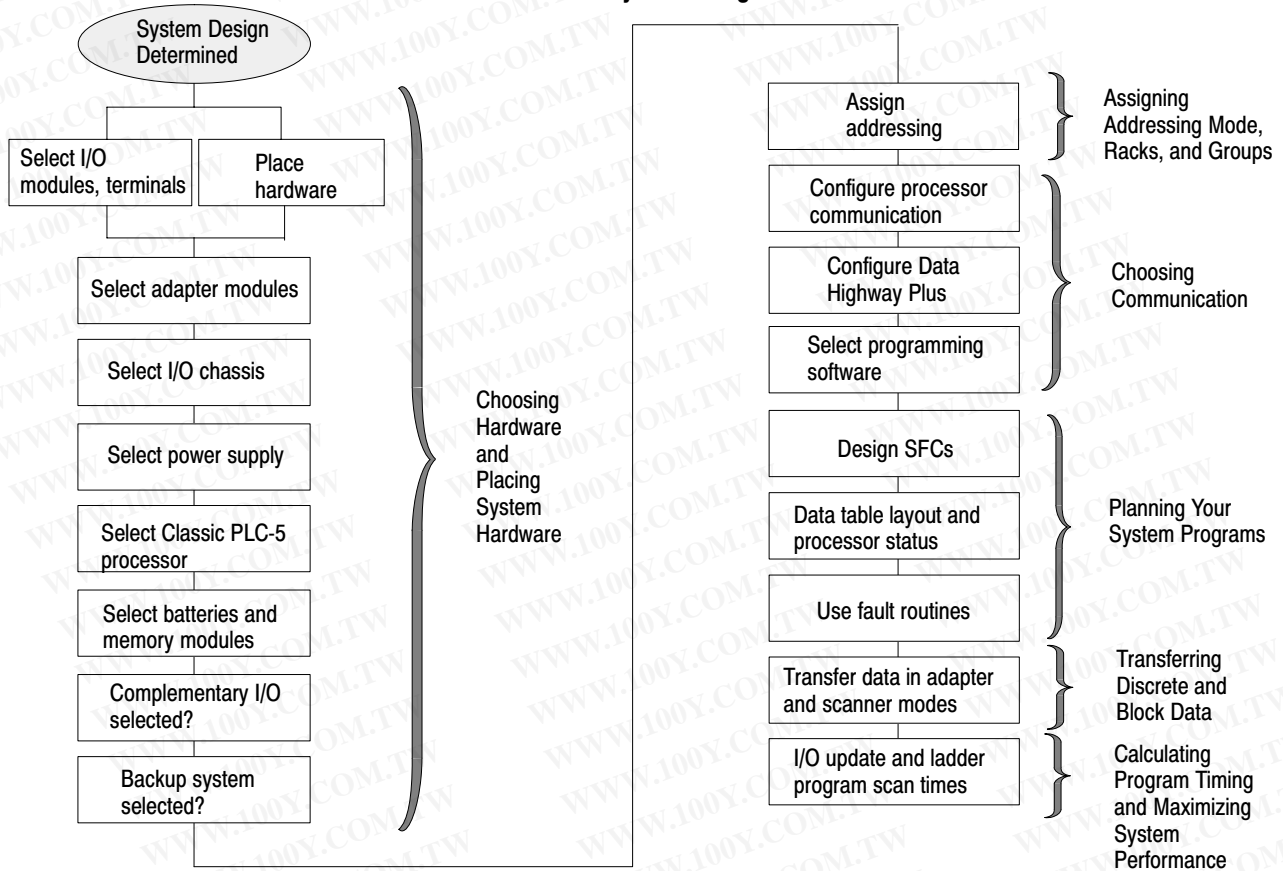 System Design
Determined
Select I/O
modules, terminals
Place
hardware
Select adapter modules
Select I/O chassis
Select power supply
Select Classic PLC-5
processor
Select batteries and
memory modules
Complementary I/O
selected?
Backup system
selected?
Choosing
Hardware
and
Placing
System
Hardware
Assign
addressing
Assigning
Addressing Mode,
Racks, and Groups
Configure processor
communication
Configure Data
Highway Plus
Select programming
software
Choosing
Communication
Design SFCs
Data table layout and
processor status
Use fault routines
Planning Your
System Programs
Transfer data in adapter
and scanner modes
Transferring
Discrete and
Block Data
I/O update and ladder
program scan times
Calculating
Program Timing
and Maximizing
System
Performance
WWW.100Y.COM.TW